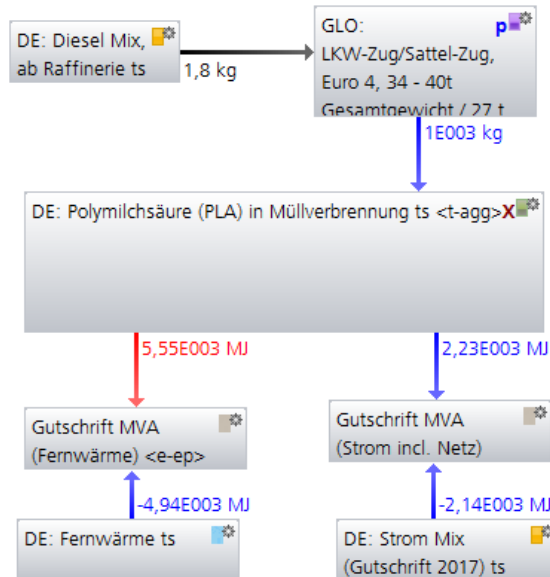 DE: Diesel Mix,
ab Raffinerie ts
1,8 kg
GLO:
p
LKW-Zug/Sattel-Zug,
Euro 4, 34 - 40t
Gesamtgewicht / 27 t
1E003 kg
DE: Polymilchsäure (PLA) in Müllverbrennung ts <t-agg>
X
5,55E003 MJ
2,23E003 MJ
Gutschrift MVA
(Fernwärme) <e-ep>
Gutschrift MVA
(Strom incl. Netz)
-4,94E003 MJ
-2,14E003 MJ
DE: Fernwärme ts
DE: Strom Mix
(Gutschrift 2017) ts